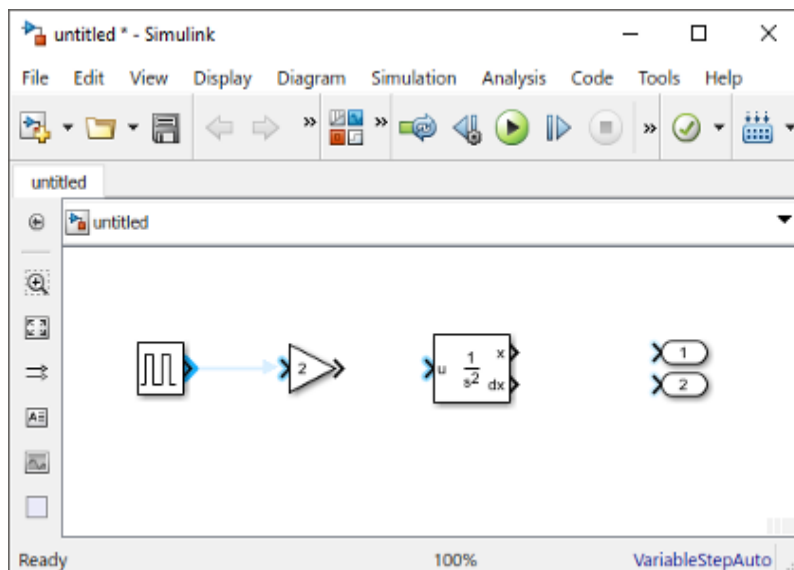 untitled * - Simulink
File Edit View Display Diagram Simulation Analysis Code Tools Help
untitled
untitled
2
u 1/s² x dx
1
2
Ready 100% VariableStepAuto